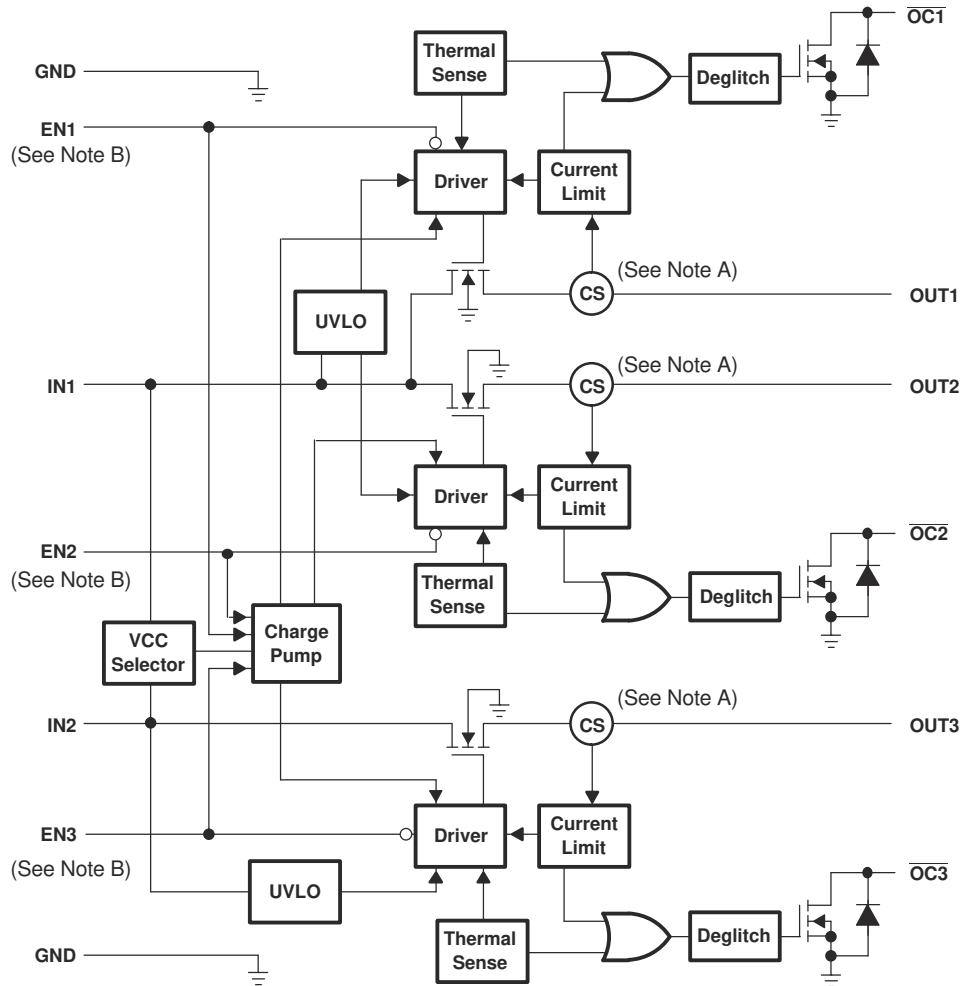 OC1
Thermal
Sense
GND
Deglitch
EN1
(See Note B)
Driver
Current
Limit
(See Note A)
CS
OUT1
UVLO
(See Note A)
IN1
CS
OUT2
Driver
Current
Limit
OC2
EN2
(See Note B)
Thermal
Sense
Deglitch
VCC
Selector
Charge
Pump
(See Note A)
IN2
CS
OUT3
EN3
(See Note B)
Driver
Current
Limit
OC3
UVLO
Thermal
Sense
Deglitch
GND